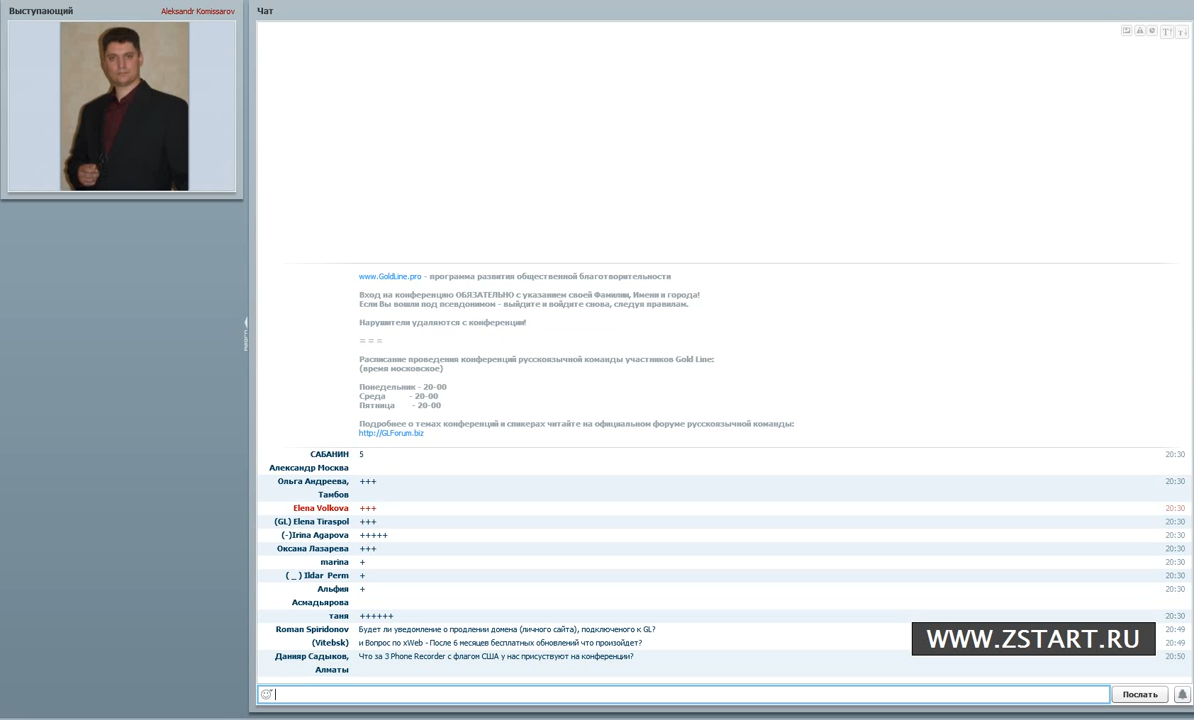 Выступающий
Aleksandr Komissarov
Чат
www.GoldLine.pro - программа развития общественной благотворительности
Вход на конференцию ОБЯЗАТЕЛЬНО с указанием своей Фамилии, Имени и города!
Если Вы вошли под псевдонимом - выйдите и войдите снова, следуя правилам.
Нарушители удаляются с конференции!
= = =
Расписание проведения конференций русскоязычной команды участников Gold Line:
(время московское)
Понедельник - 20-00
Среда - 20-00
Пятница - 20-00
Подробнее о темах конференций и спикерах читайте на официальном форуме русскоязычной команды:
http://GLForum.biz
САБАНИН 5 20:30
Александр Москва
Ольга Андреева, +++ 20:30
Тамбов
Elena Volkova +++ 20:30
(GL) Elena Tiraspol +++ 20:30
(-)Irina Agapova +++++ 20:30
Оксана Лазарева +++ 20:30
marina + 20:30
( _ ) Ildar Perm + 20:30
Альфия + 20:30
Асмадьярова
таня ++++++ 20:30
Roman Spiridonov Будет ли уведомление о продлении домена (личного сайта), подключеного к GL? 20:49
(Vitebsk) и Вопрос по xWeb - После 6 месяцев бесплатных обновлений что произойдет? 20:49
Данияр Садыков, Что за 3 Phone Recorder с флагом США у нас присуствуют на конференции? 20:50
Алматы
WWW.ZSTART.RU
Послать